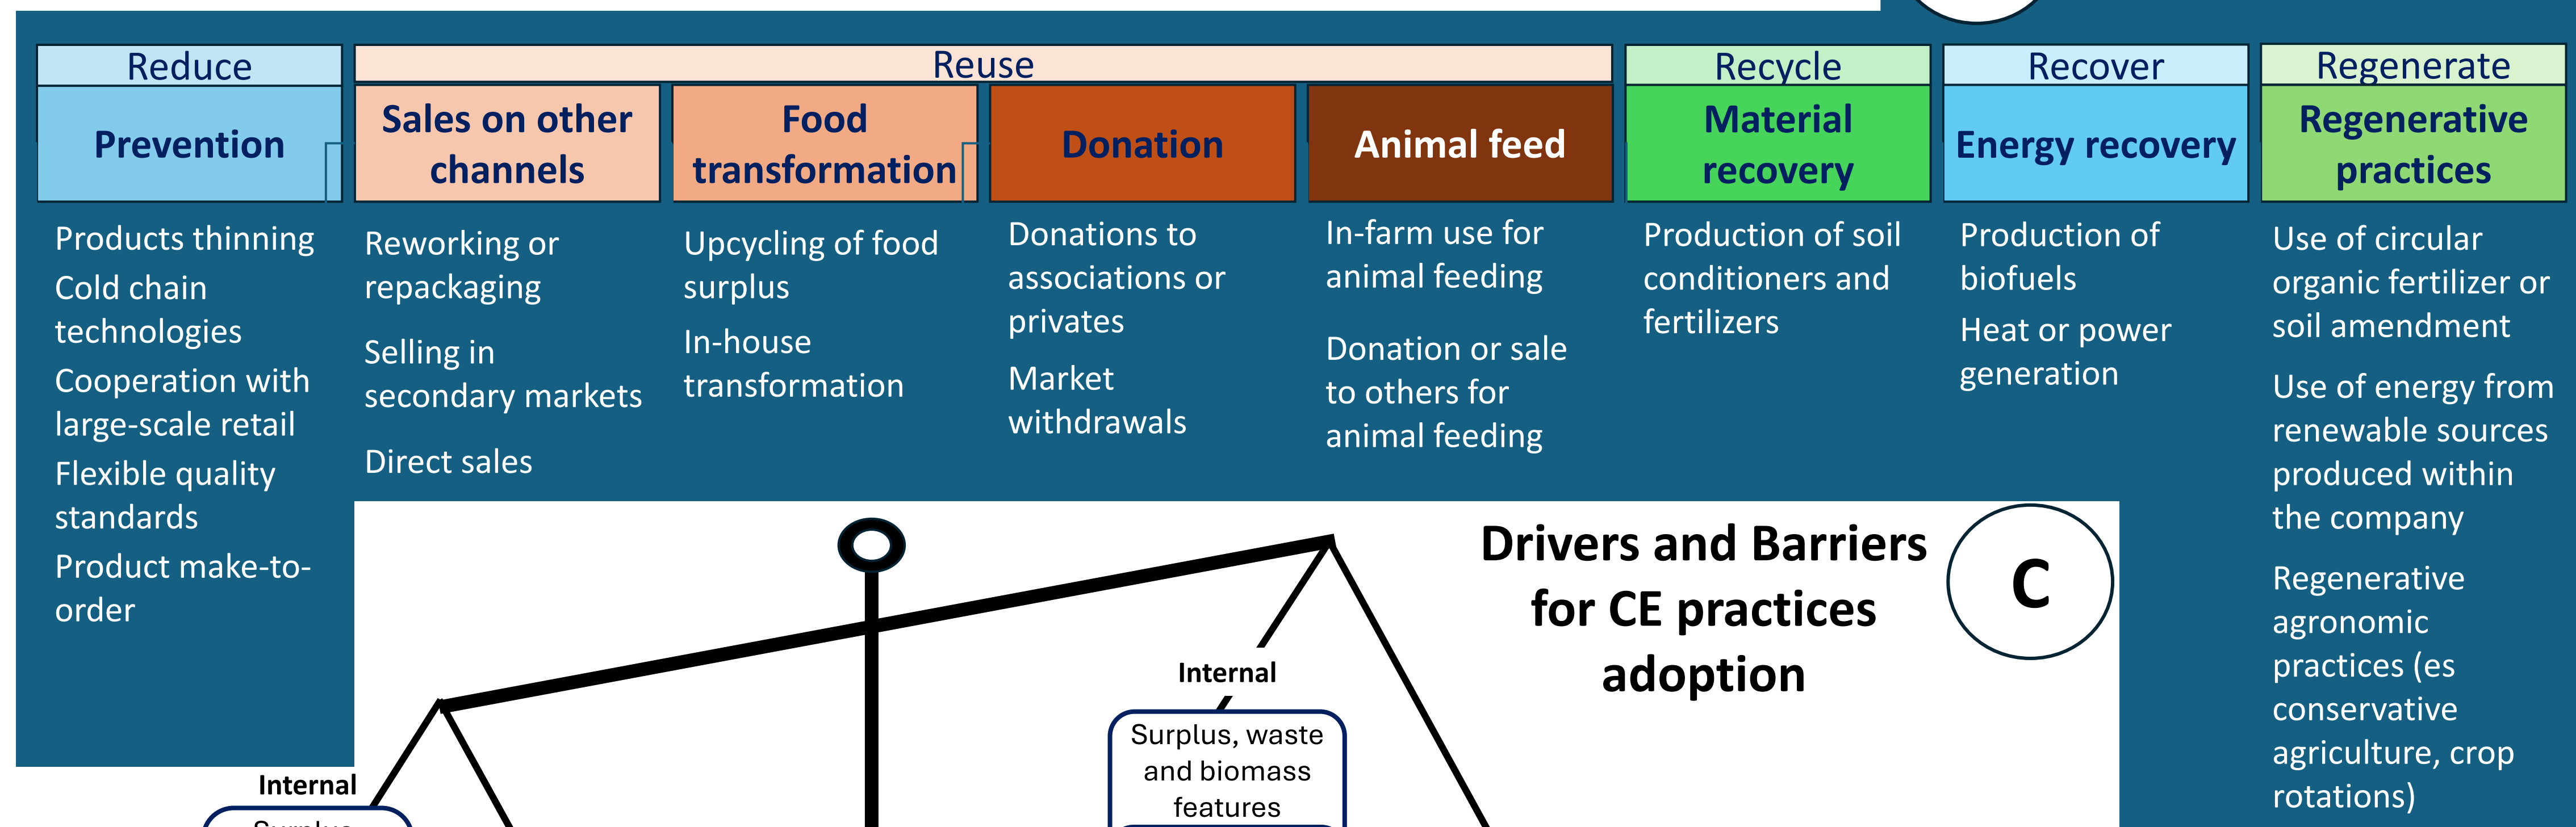 Reduce
Reuse
Recycle
Recover
Regenerate
Prevention
Sales on other
channels
Food
transformation
Donation
Animal feed
Material
recovery
Energy recovery
Regenerative
practices
Products thinning
Cold chain
technologies
Cooperation with
large-scale retail
Flexible quality
standards
Product make-to-
order
Reworking or
repackaging
Selling in
secondary markets
Direct sales
Upcycling of food
surplus
In-house
transformation
Donations to
associations or
privates
Market
withdrawals
In-farm use for
animal feeding
Donation or sale
to others for
animal feeding
Production of soil
conditioners and
fertilizers
Production of
biofuels
Heat or power
generation
Use of circular
organic fertilizer or
soil amendment
Use of energy from
renewable sources
produced within
the company
Regenerative
agronomic
practices (es
conservative
agriculture, crop
rotations)
Drivers and Barriers
for CE practices
adoption
C
Internal
Surplus, waste
and biomass
features
Internal